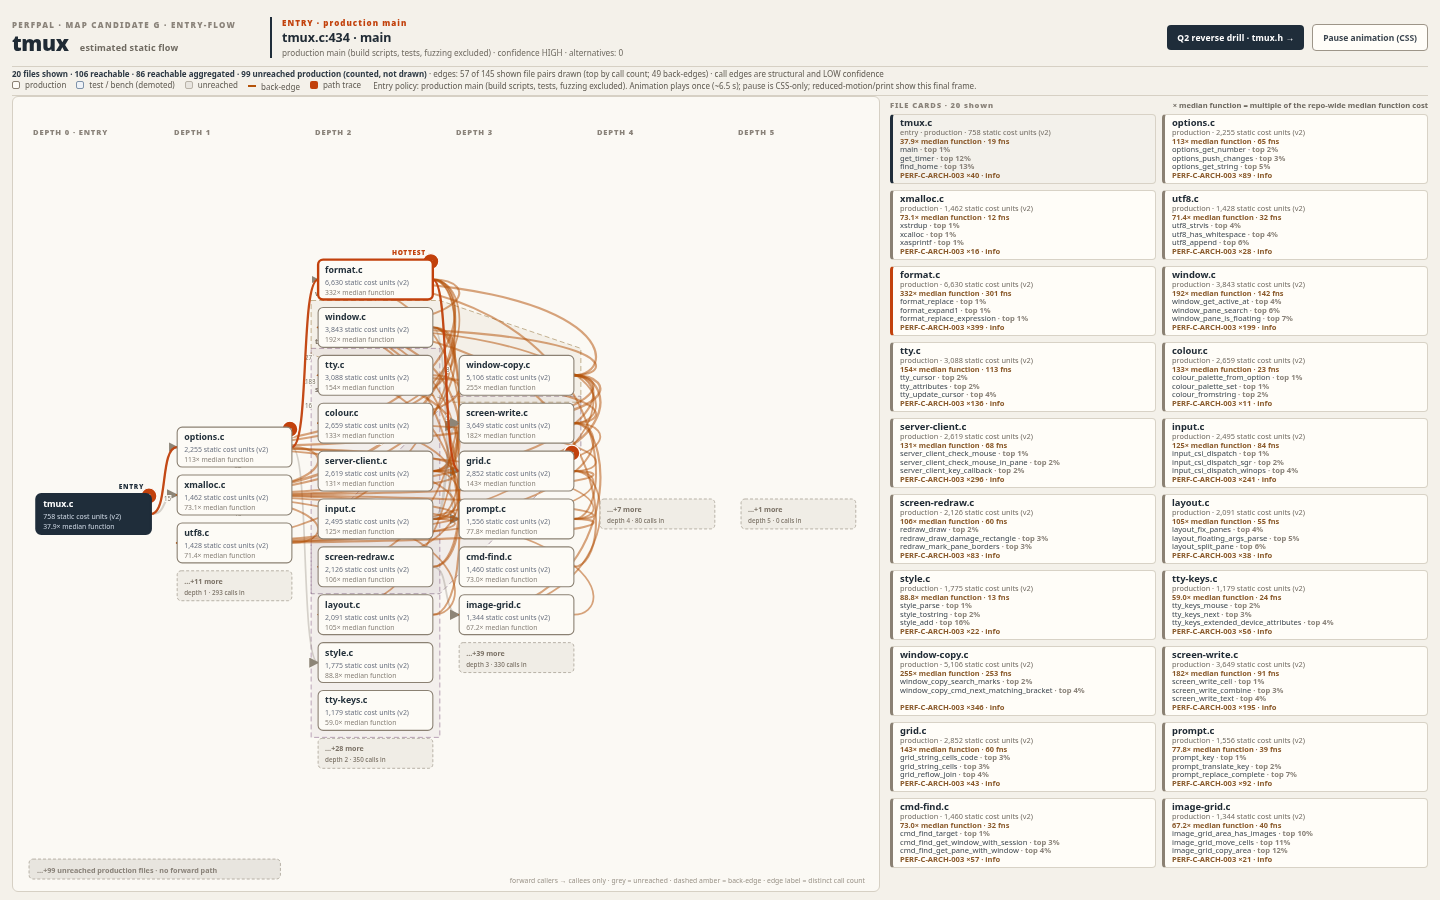 PERFPAL · MAP CANDIDATE G · ENTRY-FLOW
tmux estimated static flow
ENTRY · production main
tmux.c:434 · main
production main (build scripts, tests, fuzzing excluded) · confidence HIGH · alternatives: 0
Q2 reverse drill · tmux.h →
Pause animation (CSS)
20 files shown · 106 reachable · 86 reachable aggregated · 99 unreached production (counted, not drawn) · edges: 57 of 145 shown file pairs drawn (top by call count; 49 back-edges) · call edges are structural and LOW confidence
production test / bench (demoted) unreached back-edge path trace Entry policy: production main (build scripts, tests, fuzzing excluded). Animation plays once (~6.5 s); pause is CSS-only; reduced-motion/print show this final frame.
DEPTH 0 · ENTRY
DEPTH 1
DEPTH 2
DEPTH 3
DEPTH 4
DEPTH 5
ENTRY
tmux.c
758 static cost units (v2)
37.9× median function
options.c
2,255 static cost units (v2)
113× median function
xmalloc.c
1,462 static cost units (v2)
73.1× median function
utf8.c
1,428 static cost units (v2)
71.4× median function
…+11 more
depth 1 · 293 calls in
HOTTEST
format.c
6,630 static cost units (v2)
332× median function
window.c
3,843 static cost units (v2)
192× median function
tty.c
3,088 static cost units (v2)
154× median function
colour.c
2,659 static cost units (v2)
133× median function
server-client.c
2,619 static cost units (v2)
131× median function
input.c
2,495 static cost units (v2)
125× median function
screen-redraw.c
2,126 static cost units (v2)
106× median function
layout.c
2,091 static cost units (v2)
105× median function
style.c
1,775 static cost units (v2)
88.8× median function
tty-keys.c
1,179 static cost units (v2)
59.0× median function
…+28 more
depth 2 · 350 calls in
window-copy.c
5,106 static cost units (v2)
255× median function
screen-write.c
3,649 static cost units (v2)
182× median function
grid.c
2,852 static cost units (v2)
143× median function
prompt.c
1,556 static cost units (v2)
77.8× median function
cmd-find.c
1,460 static cost units (v2)
73.0× median function
image-grid.c
1,344 static cost units (v2)
67.2× median function
…+39 more
depth 3 · 330 calls in
…+7 more
depth 4 · 80 calls in
…+1 more
depth 5 · 0 calls in
…+99 unreached production files · no forward path
forward callers → callees only · grey = unreached · dashed amber = back-edge · edge label = distinct call count
FILE CARDS · 20 shown
× median function = multiple of the repo-wide median function cost
tmux.c
entry · production · 758 static cost units (v2)
37.9× median function · 19 fns
main · top 1%
get_timer · top 12%
find_home · top 13%
PERF-C-ARCH-003 ×40 · info
options.c
production · 2,255 static cost units (v2)
113× median function · 65 fns
options_get_number · top 2%
options_push_changes · top 3%
options_get_string · top 5%
PERF-C-ARCH-003 ×89 · info
xmalloc.c
production · 1,462 static cost units (v2)
73.1× median function · 12 fns
xstrdup · top 1%
xcalloc · top 1%
xasprintf · top 1%
PERF-C-ARCH-003 ×16 · info
utf8.c
production · 1,428 static cost units (v2)
71.4× median function · 32 fns
utf8_strvis · top 4%
utf8_has_whitespace · top 4%
utf8_append · top 6%
PERF-C-ARCH-003 ×28 · info
format.c
production · 6,630 static cost units (v2)
332× median function · 301 fns
format_replace · top 1%
format_expand1 · top 1%
format_replace_expression · top 1%
PERF-C-ARCH-003 ×399 · info
window.c
production · 3,843 static cost units (v2)
192× median function · 142 fns
window_get_active_at · top 4%
window_pane_search · top 6%
window_pane_is_floating · top 7%
PERF-C-ARCH-003 ×199 · info
tty.c
production · 3,088 static cost units (v2)
154× median function · 113 fns
tty_cursor · top 2%
tty_attributes · top 2%
tty_update_cursor · top 4%
PERF-C-ARCH-003 ×136 · info
colour.c
production · 2,659 static cost units (v2)
133× median function · 23 fns
colour_palette_from_option · top 1%
colour_palette_set · top 1%
colour_fromstring · top 2%
PERF-C-ARCH-003 ×11 · info
server-client.c
production · 2,619 static cost units (v2)
131× median function · 68 fns
server_client_check_mouse · top 1%
server_client_check_mouse_in_pane · top 2%
server_client_key_callback · top 2%
PERF-C-ARCH-003 ×296 · info
input.c
production · 2,495 static cost units (v2)
125× median function · 84 fns
input_csi_dispatch · top 1%
input_csi_dispatch_sgr · top 2%
input_csi_dispatch_winops · top 4%
PERF-C-ARCH-003 ×241 · info
screen-redraw.c
production · 2,126 static cost units (v2)
106× median function · 60 fns
redraw_draw · top 2%
redraw_draw_damage_rectangle · top 3%
redraw_mark_pane_borders · top 3%
PERF-C-ARCH-003 ×83 · info
layout.c
production · 2,091 static cost units (v2)
105× median function · 55 fns
layout_fix_panes · top 4%
layout_floating_args_parse · top 5%
layout_split_pane · top 6%
PERF-C-ARCH-003 ×38 · info
style.c
production · 1,775 static cost units (v2)
88.8× median function · 13 fns
style_parse · top 1%
style_tostring · top 2%
style_add · top 16%
PERF-C-ARCH-003 ×22 · info
tty-keys.c
production · 1,179 static cost units (v2)
59.0× median function · 24 fns
tty_keys_mouse · top 2%
tty_keys_next · top 3%
tty_keys_extended_device_attributes · top 4%
PERF-C-ARCH-003 ×56 · info
window-copy.c
production · 5,106 static cost units (v2)
255× median function · 253 fns
window_copy_search_marks · top 2%
window_copy_cmd_next_matching_bracket · top 4%
PERF-C-ARCH-003 ×346 · info
screen-write.c
production · 3,649 static cost units (v2)
182× median function · 91 fns
screen_write_cell · top 1%
screen_write_combine · top 3%
screen_write_text · top 4%
PERF-C-ARCH-003 ×195 · info
grid.c
production · 2,852 static cost units (v2)
143× median function · 60 fns
grid_string_cells_code · top 3%
grid_string_cells · top 3%
grid_reflow_join · top 4%
PERF-C-ARCH-003 ×43 · info
prompt.c
production · 1,556 static cost units (v2)
77.8× median function · 39 fns
prompt_key · top 1%
prompt_translate_key · top 2%
prompt_replace_complete · top 7%
PERF-C-ARCH-003 ×92 · info
cmd-find.c
production · 1,460 static cost units (v2)
73.0× median function · 32 fns
cmd_find_target · top 1%
cmd_find_get_window_with_session · top 3%
cmd_find_get_pane_with_window · top 4%
PERF-C-ARCH-003 ×57 · info
image-grid.c
production · 1,344 static cost units (v2)
67.2× median function · 40 fns
image_grid_area_has_images · top 10%
image_grid_move_cells · top 11%
image_grid_copy_area · top 12%
PERF-C-ARCH-003 ×21 · info